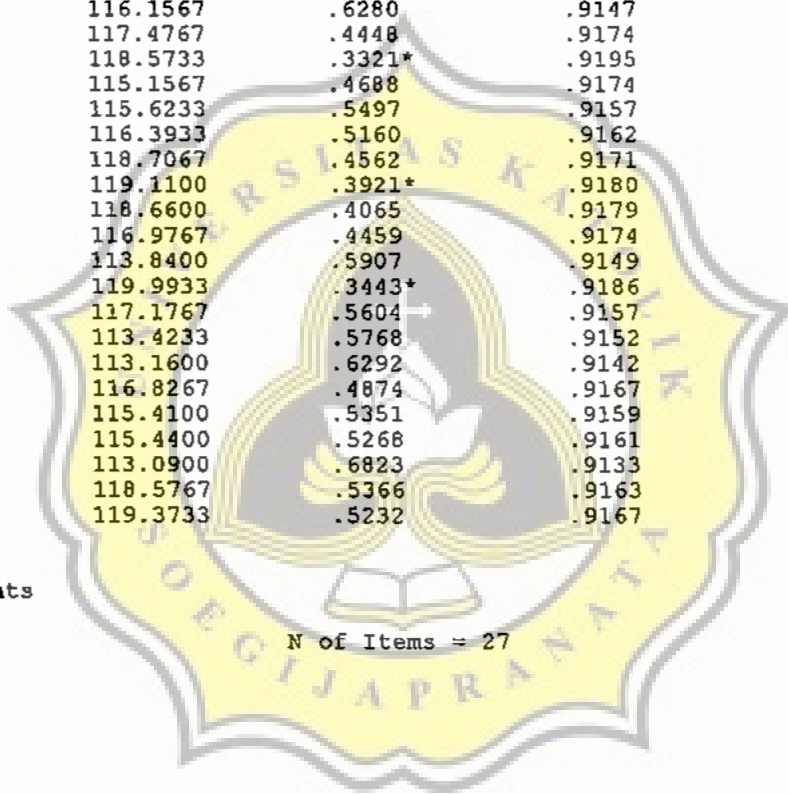 116.1567 .6280 .9147
117.4767 .4448 .9174
118.5733 .3321* .9195
115.1567 .4688 .9174
115.6233 .5497 .9157
116.3933 .5160 .9162
118.7067 .4562 .9171
119.1100 .3921* .9180
118.6600 .4065 .9179
116.9767 .4459 .9174
113.8400 .5907 .9149
119.9933 .3443* .9186
117.1767 .5604 .9157
113.4233 .5768 .9152
113.1600 .6292 .9142
116.8267 .4874 .9167
115.4100 .5351 .9159
115.4400 .5268 .9161
113.0900 .6823 .9133
118.5767 .5366 .9163
119.3733 .5232 .9167
nts
N of Items = 27
UNIVERSITAS KATOLIK
SOEGIJAPRANATA